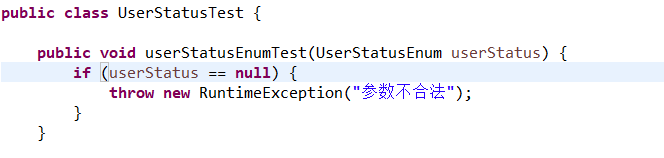 public class UserStatusTest {
public void userStatusEnumTest(UserStatusEnum userStatus) {
if (userStatus == null) {
throw new RuntimeException("参数不合法");
}
}